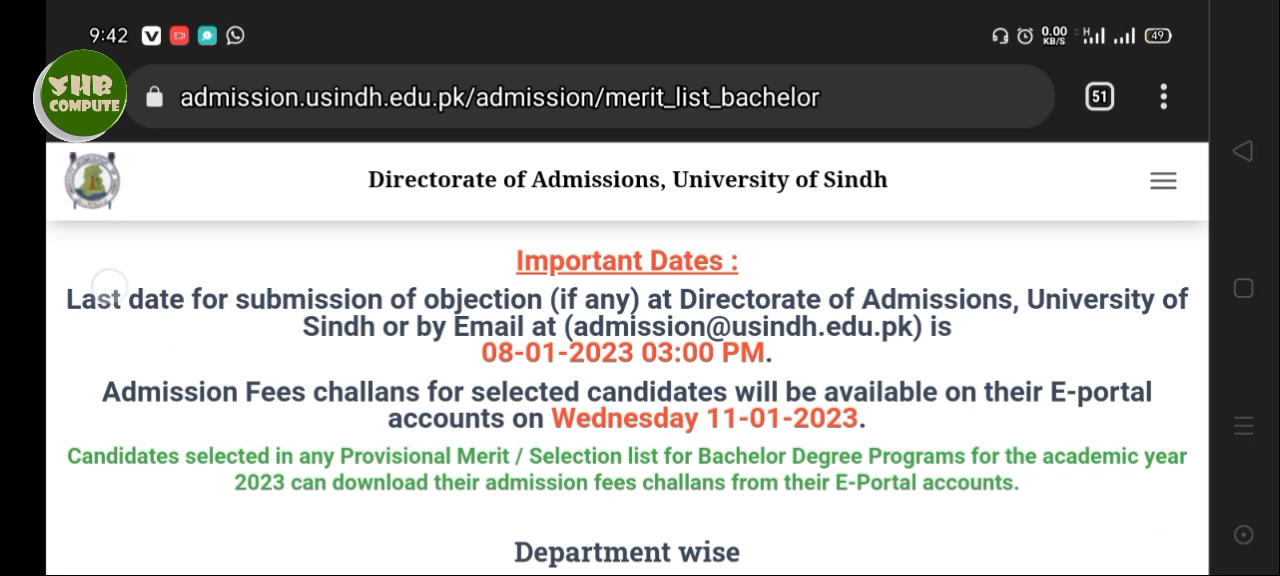 9:42
0.00
KB/S
H
49
SHB
COMPUTE
admission.usindh.edu.pk/admission/merit_list_bachelor
51
Directorate of Admissions, University of Sindh
Important Dates :
Last date for submission of objection (if any) at Directorate of Admissions, University of
Sindh or by Email at (admission@usindh.edu.pk) is
08-01-2023 03:00 PM.
Admission Fees challans for selected candidates will be available on their E-portal
accounts on Wednesday 11-01-2023.
Candidates selected in any Provisional Merit / Selection list for Bachelor Degree Programs for the academic year
2023 can download their admission fees challans from their E-Portal accounts.
Department wise